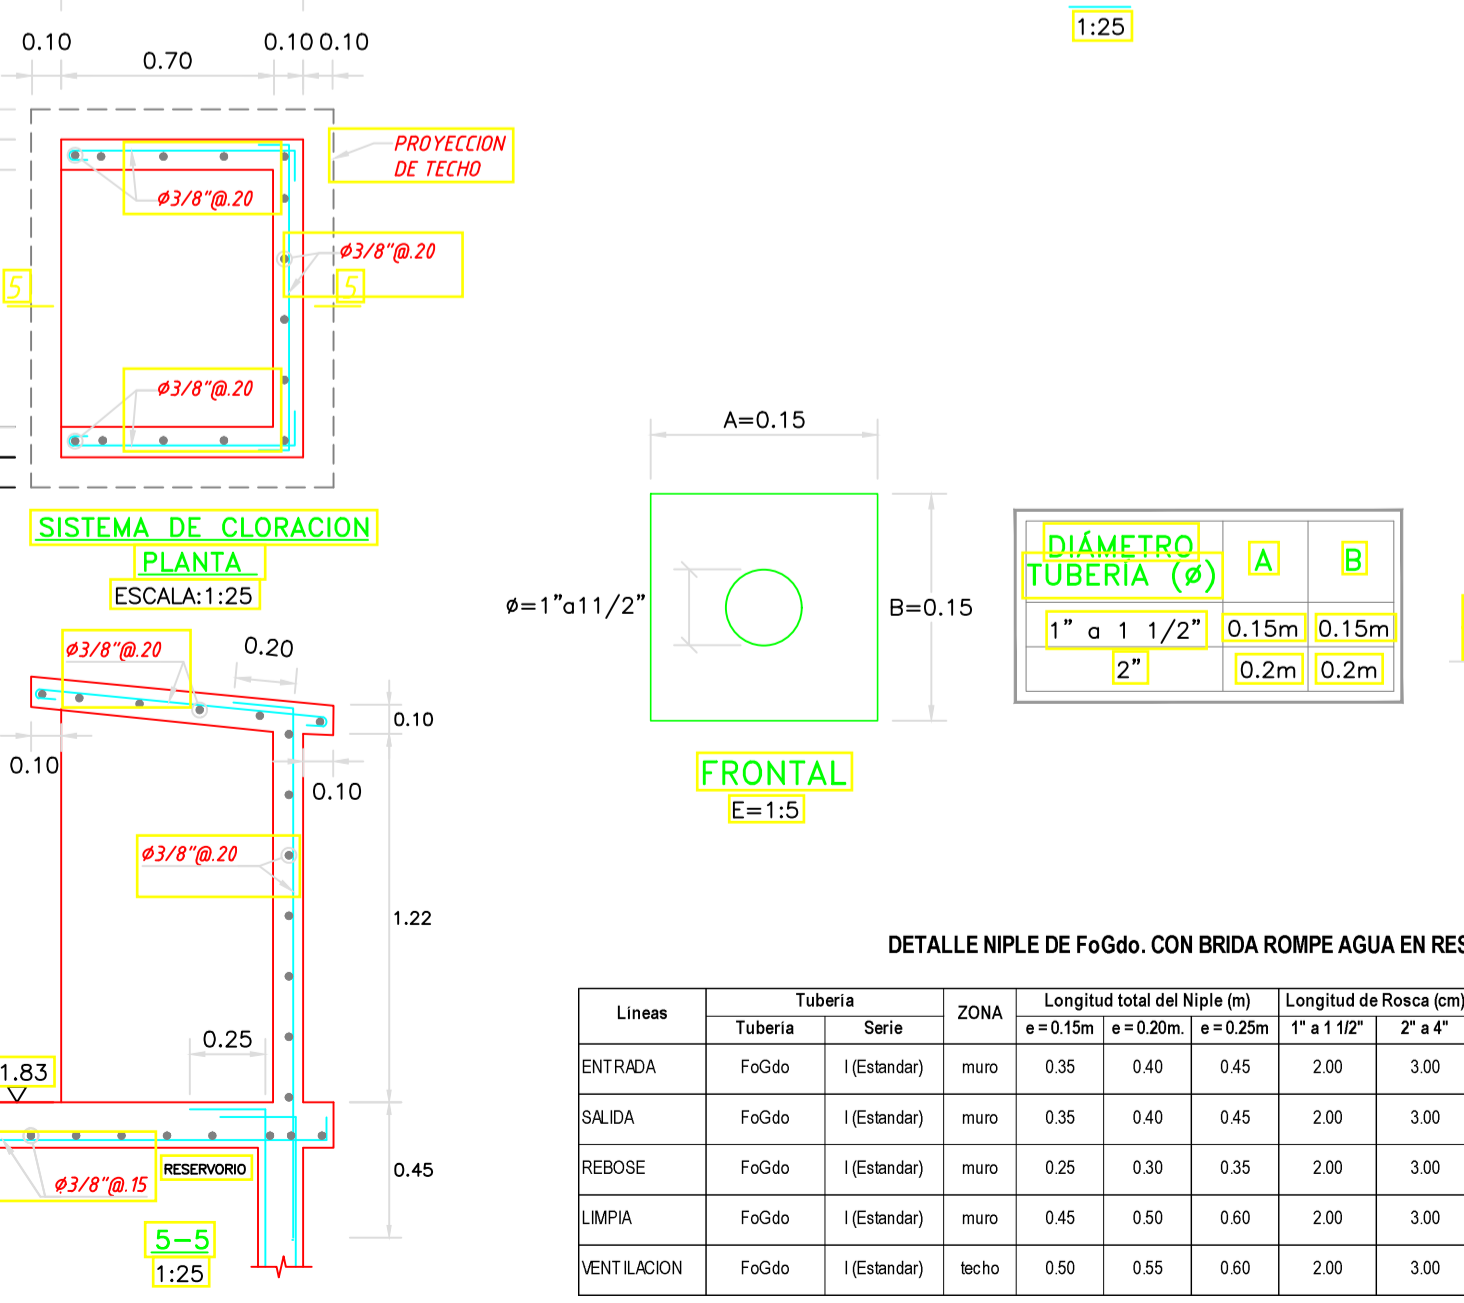 1:25
0.10
0.70
0.10
0.10
PROYECCION
DE TECHO
Ø3/8"@.20
Ø3/8"@.20
5
5
Ø3/8"@.20
SISTEMA DE CLORACION
PLANTA
ESCALA:1:25
A=0.15
Ø=1"a11/2"
B=0.15
FRONTAL
E=1:5
DIÁMETRO
TUBERÍA (Ø)
A
B
1" a 1 1/2"
0.15m
0.15m
2"
0.2m
0.2m
Ø3/8"@.20
0.20
0.10
0.10
0.10
Ø3/8"@.20
1.22
0.25
1.83
RESERVORIO
Ø3/8"@.15
0.45
5-5
1:25
DETALLE NIPLE DE FoGdo. CON BRIDA ROMPE AGUA EN RES
Líneas Tubería ZONA Longitud total del Niple (m) Longitud de Rosca (cm)
Tubería Serie e = 0.15m e = 0.20m. e = 0.25m 1" a 1 1/2" 2" a 4"
ENTRADA FoGdo I (Estandar) muro 0.35 0.40 0.45 2.00 3.00
SALIDA FoGdo I (Estandar) muro 0.35 0.40 0.45 2.00 3.00
REBOSE FoGdo I (Estandar) muro 0.25 0.30 0.35 2.00 3.00
LIMPIA FoGdo I (Estandar) muro 0.45 0.50 0.60 2.00 3.00
VENTILACION FoGdo I (Estandar) techo 0.50 0.55 0.60 2.00 3.00